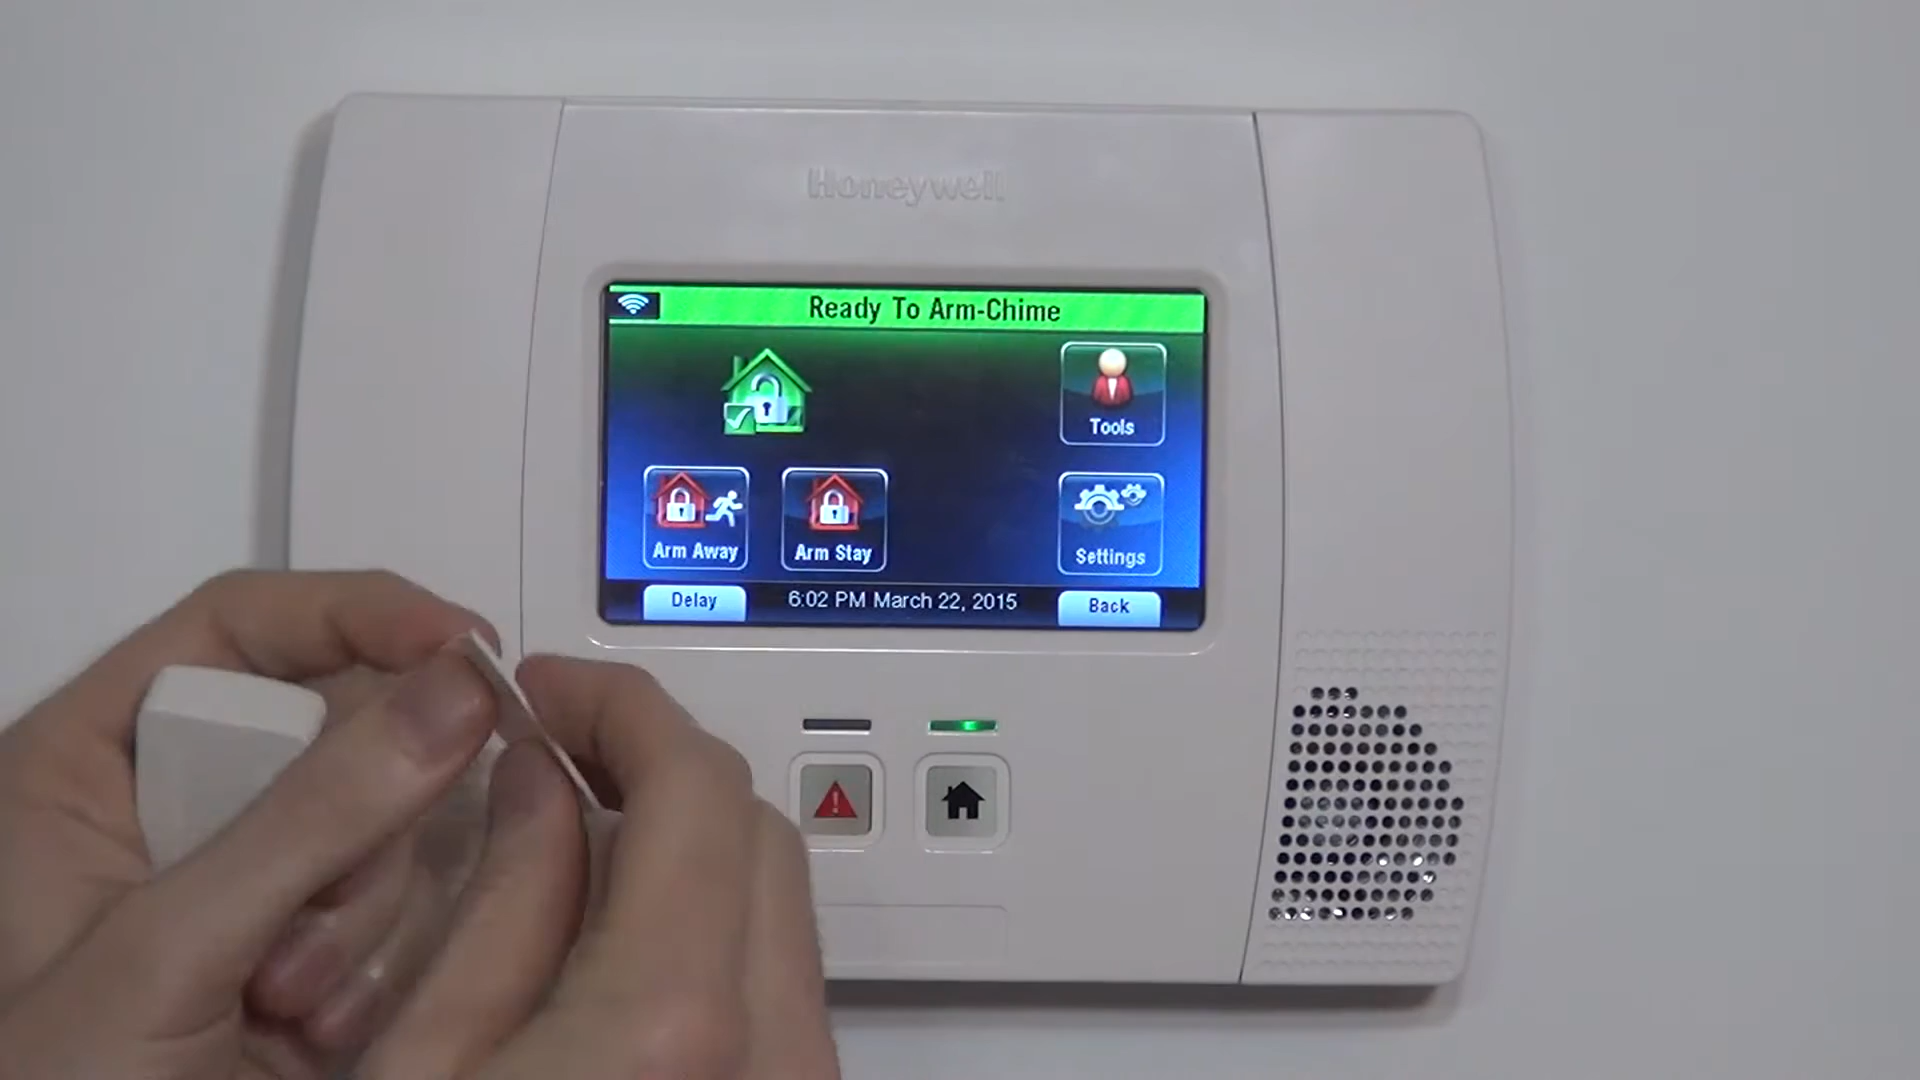 Honeywell
Ready To Arm-Chime
Tools
Arm Away
Arm Stay
Settings
Delay
6:02 PM March 22, 2015
Back